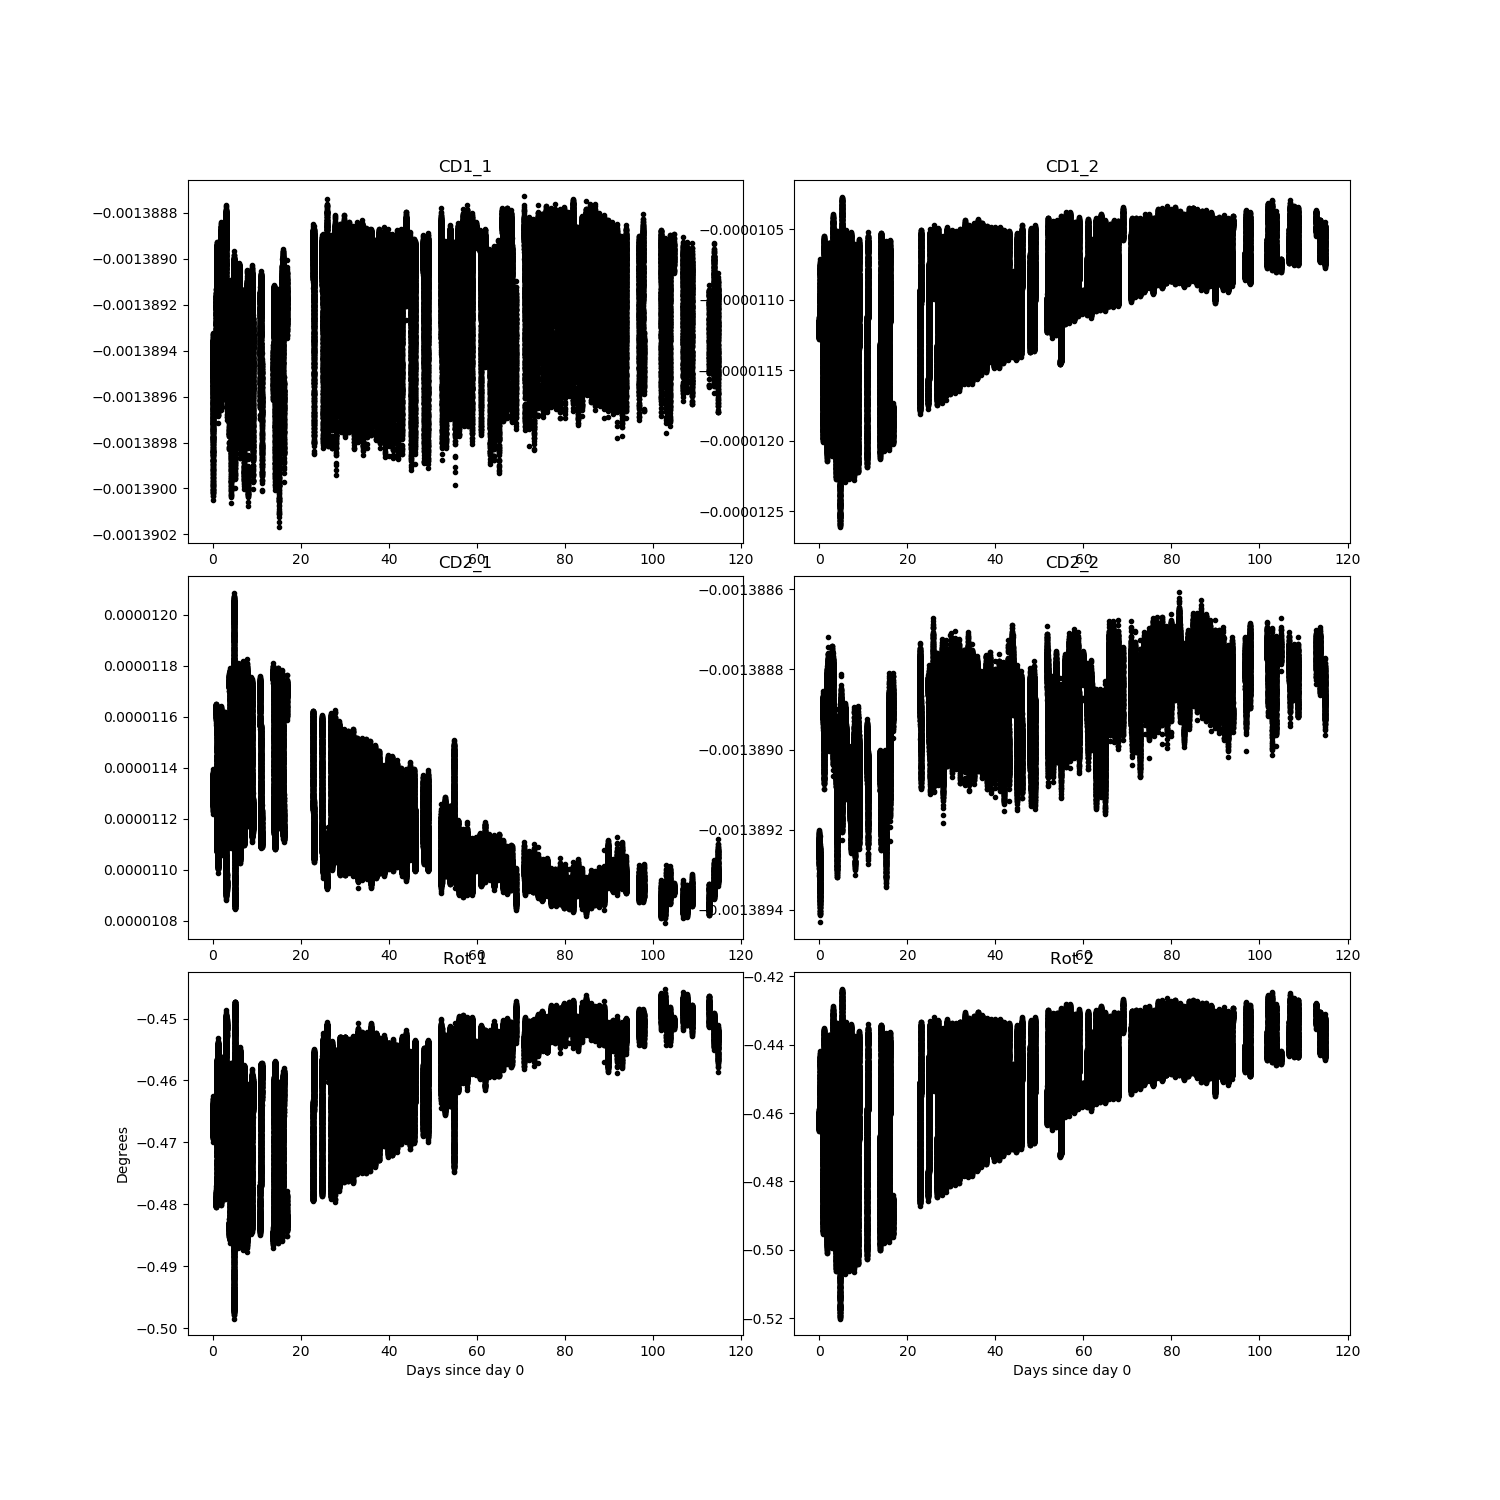 CD1_1
−0.0013888
−0.0013890
−0.0013892
−0.0013894
−0.0013896
−0.0013898
−0.0013900
−0.0013902
0 20 40 60 80 100 120
CD1_2
−0.0000105
−0.0000110
−0.0000115
−0.0000120
−0.0000125
0 20 40 60 80 100 120
CD2_1
0.0000120
0.0000118
0.0000116
0.0000114
0.0000112
0.0000110
0.0000108
0 20 40 60 80 100 120
CD2_2
−0.0013886
−0.0013888
−0.0013890
−0.0013892
−0.0013894
0 20 40 60 80 100 120
Rot 1
−0.45
−0.46
−0.47
−0.48
−0.49
−0.50
Degrees
0 20 40 60 80 100 120
Days since day 0
Rot 2
−0.42
−0.44
−0.46
−0.48
−0.50
−0.52
0 20 40 60 80 100 120
Days since day 0